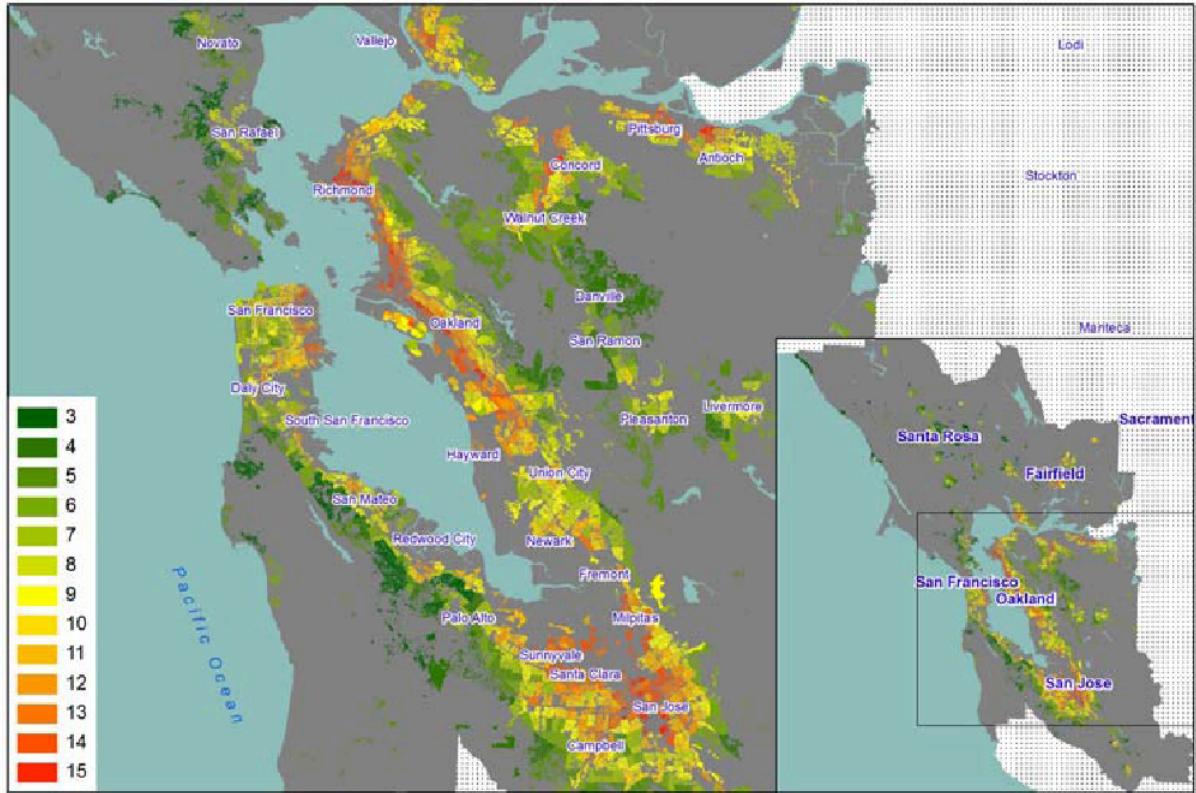 Novato
Vallejo
Lodi
San Rafael
Pittsburg
Antioch
Concord
Stockton
Richmond
Walnut Creek
Danville
San Francisco
Oakland
San Ramon
Manteca
Daly City
South San Francisco
Pleasanton
Livermore
Hayward
Union City
San Mateo
Redwood City
Newark
Fremont
Palo Alto
Milpitas
Sunnyvale
Santa Clara
San Jose
Campbell
Pacific Ocean
3
4
5
6
7
8
9
10
11
12
13
14
15
Sacrament
Santa Rosa
Fairfield
San Francisco
Oakland
San Jose